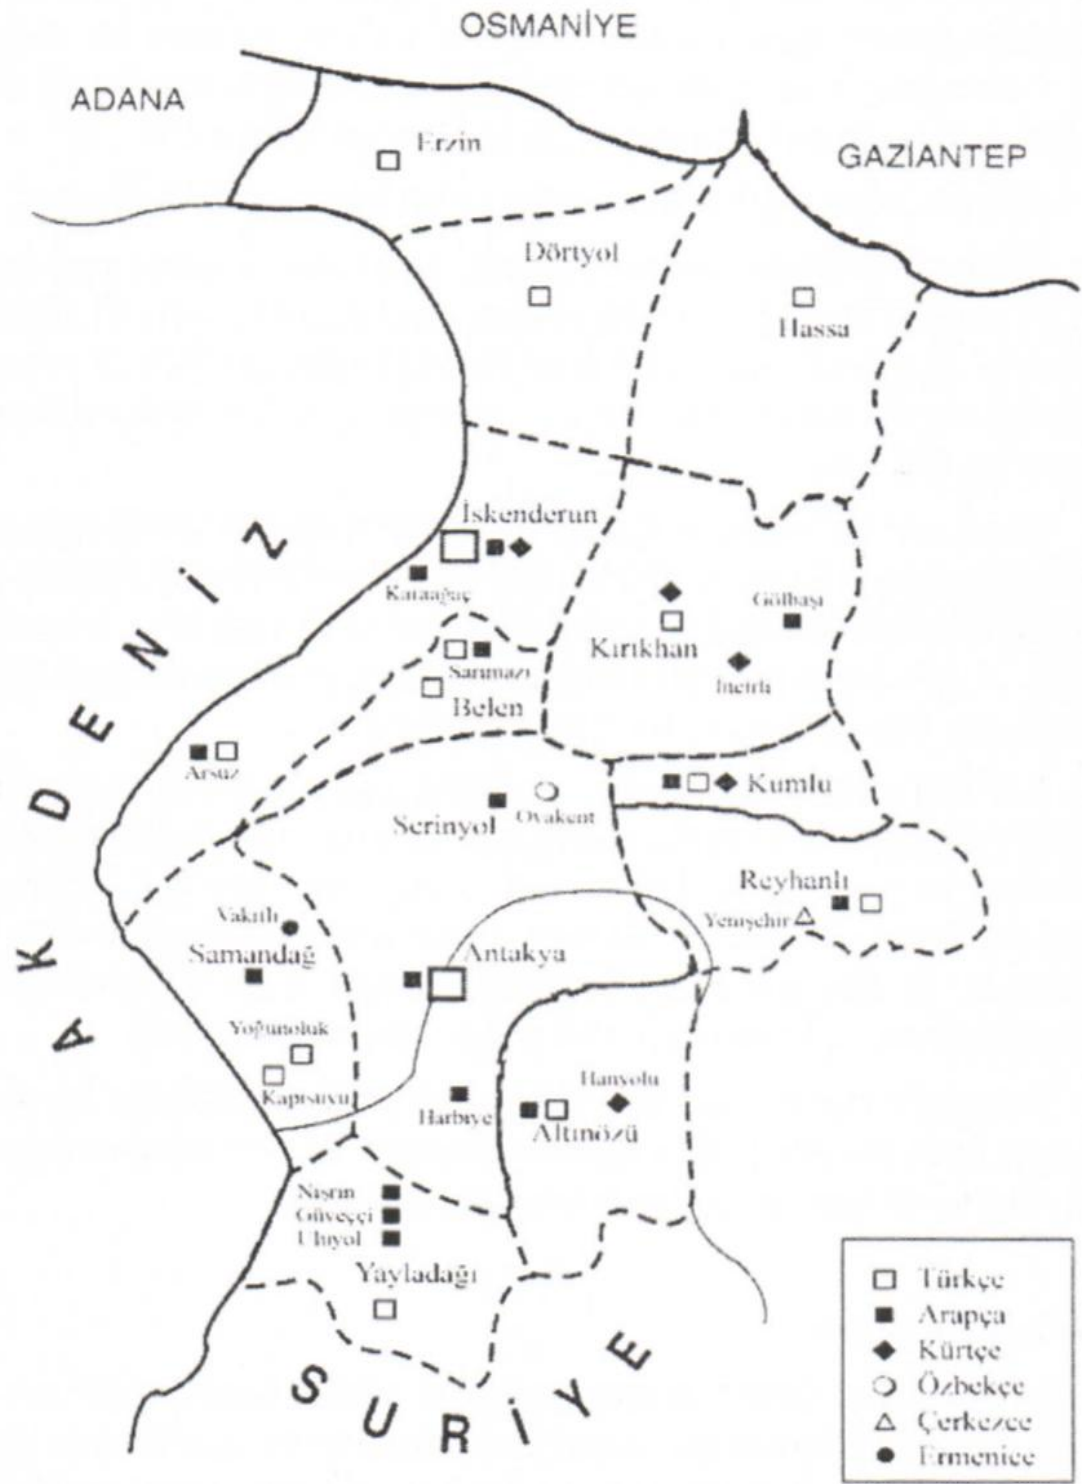 OSMANİYE
ADANA
GAZİANTEP
Erzin
Dörtyol
Hassa
İskenderun
Karaağaç
Gölbaşı
Kırıkhan
İncirli
Sarımazı
Belen
Arsuz
Kumlu
Serinyol
Ovakent
Reyhanlı
Yenişehir
Vakıflı
Samandağ
Antakya
Yoğunoluk
Kapısuyu
Harbiye
Hanyolu
Altınözü
Nışrın
Güveççi
Uluyol
Yayladağı
AKDENİZ
SURİYE
Türkçe
Arapça
Kürtçe
Özbekçe
Çerkezce
Ermenice